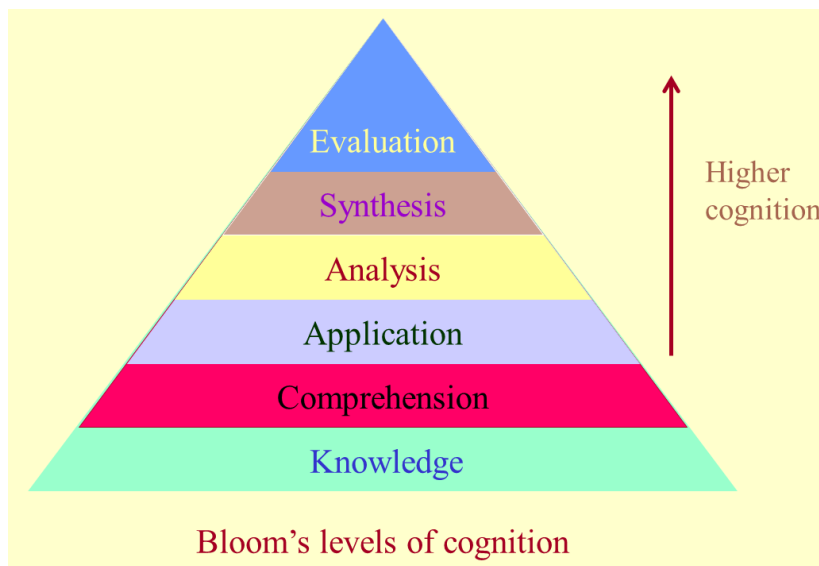 Evaluation
Synthesis
Analysis
Application
Comprehension
Knowledge
Higher
cognition
Bloom's levels of cognition